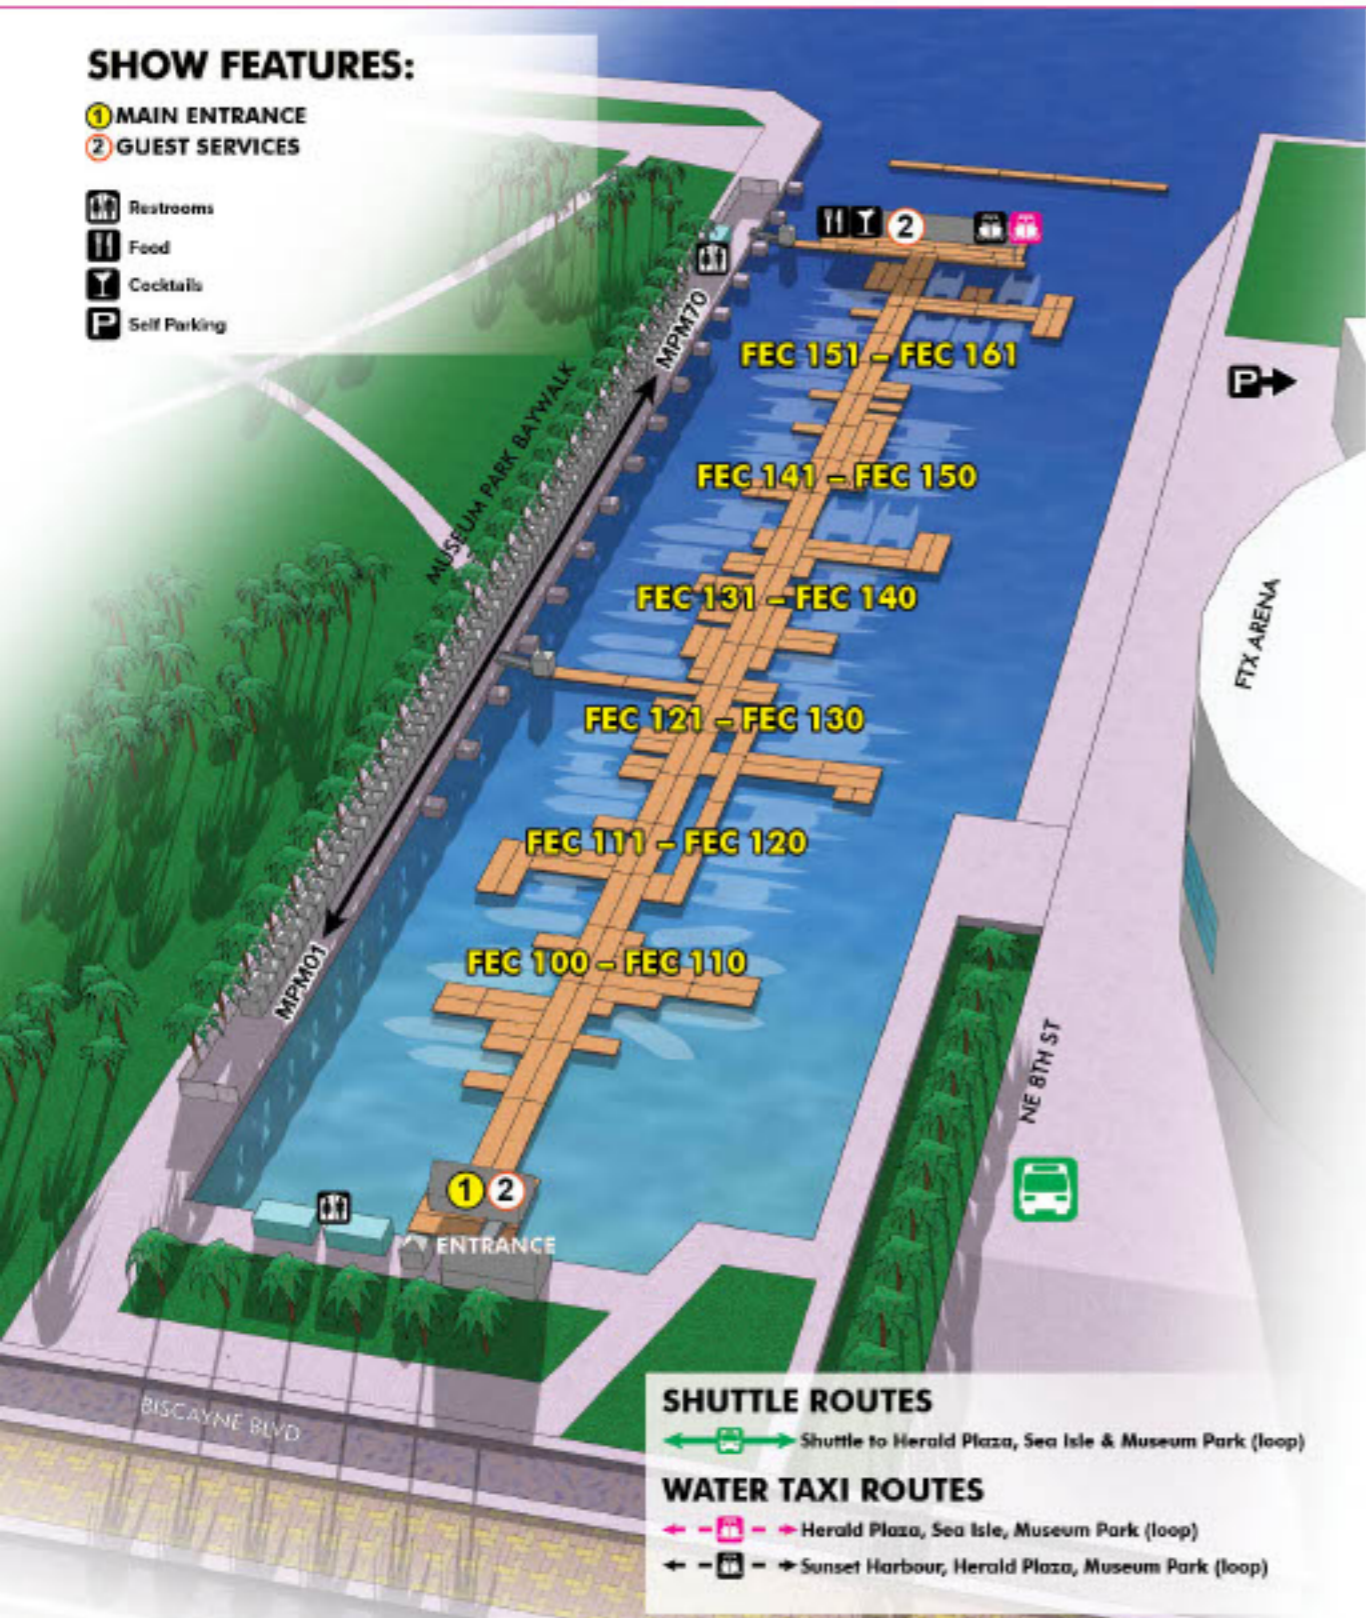 SHOW FEATURES:
1 MAIN ENTRANCE
2 GUEST SERVICES
Restrooms
Food
Cocktails
P Self Parking
2
MPM70
MUSEUM PARK BAYWALK
FEC 151 – FEC 161
P
FEC 141 – FEC 150
FEC 131 – FEC 140
FTX ARENA
FEC 121 – FEC 130
FEC 111 – FEC 120
FEC 100 – FEC 110
MPM01
NE 8TH ST
1 2
ENTRANCE
BISCAYNE BLVD
SHUTTLE ROUTES
Shuttle to Herald Plaza, Sea Isle & Museum Park (loop)
WATER TAXI ROUTES
Herald Plaza, Sea Isle, Museum Park (loop)
Sunset Harbour, Herald Plaza, Museum Park (loop)